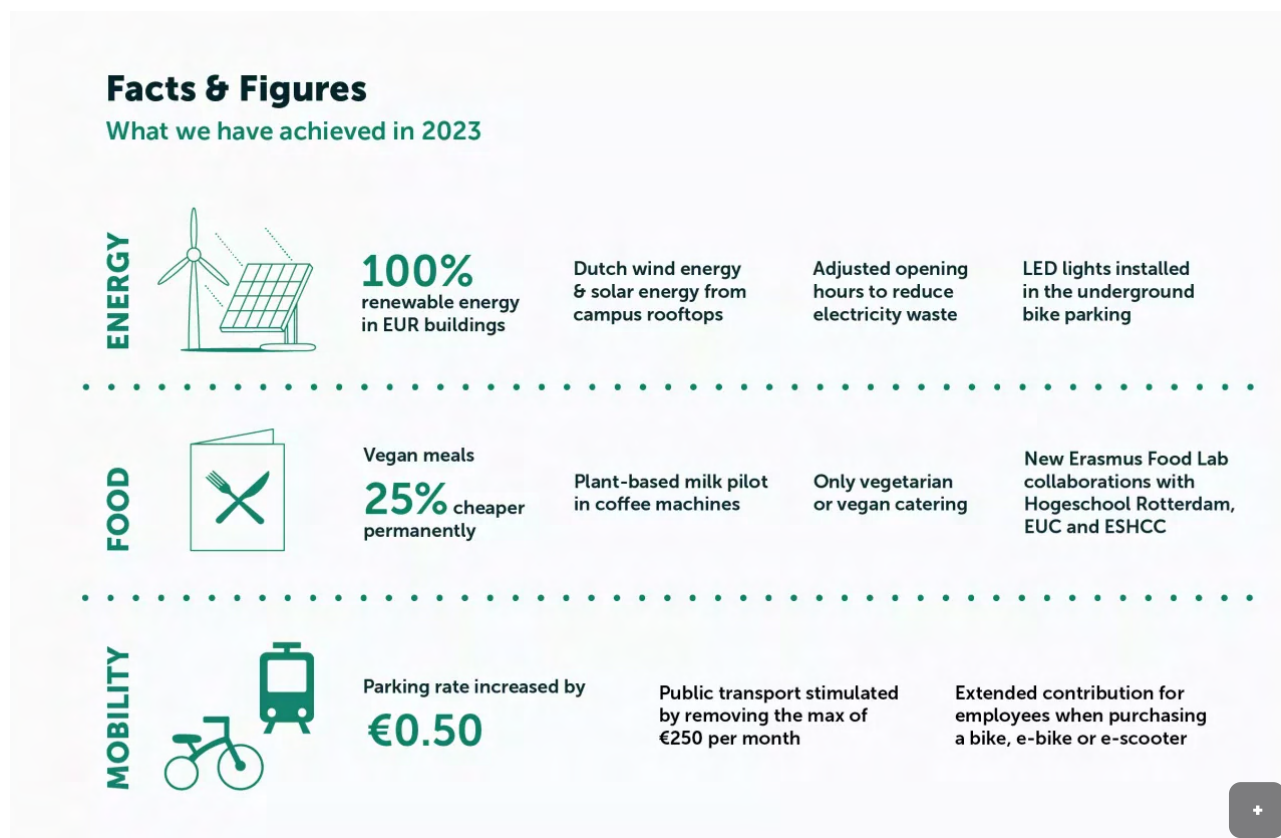 Facts & Figures
What we have achieved in 2023
ENERGY
100%
renewable energy
in EUR buildings
Dutch wind energy
& solar energy from
campus rooftops
Adjusted opening
hours to reduce
electricity waste
LED lights installed
in the underground
bike parking
FOOD
Vegan meals
25% cheaper
permanently
Plant-based milk pilot
in coffee machines
Only vegetarian
or vegan catering
New Erasmus Food Lab
collaborations with
Hogeschool Rotterdam,
EUC and ESHCC
MOBILITY
Parking rate increased by
€0.50
Public transport stimulated
by removing the max of
€250 per month
Extended contribution for
employees when purchasing
a bike, e-bike or e-scooter
+